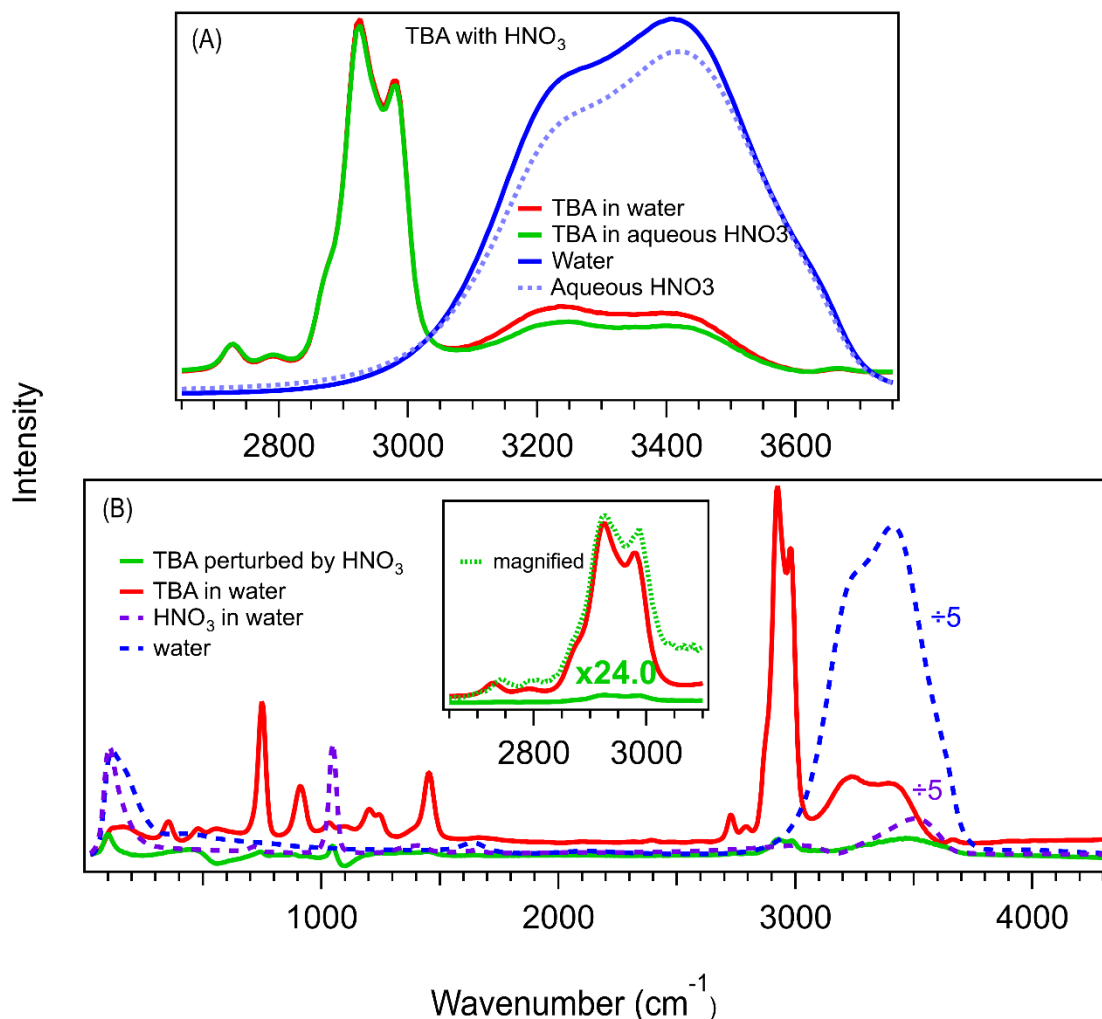 (A)
TBA with HNO₃
TBA in water
TBA in aqueous HNO3
Water
Aqueous HNO3
2800 3000 3200 3400 3600
Intensity
(B)
TBA perturbed by HNO₃
TBA in water
HNO₃ in water
water
magnified
x24.0
2800 3000
÷5
÷5
1000 2000 3000 4000
Wavenumber (cm⁻¹)